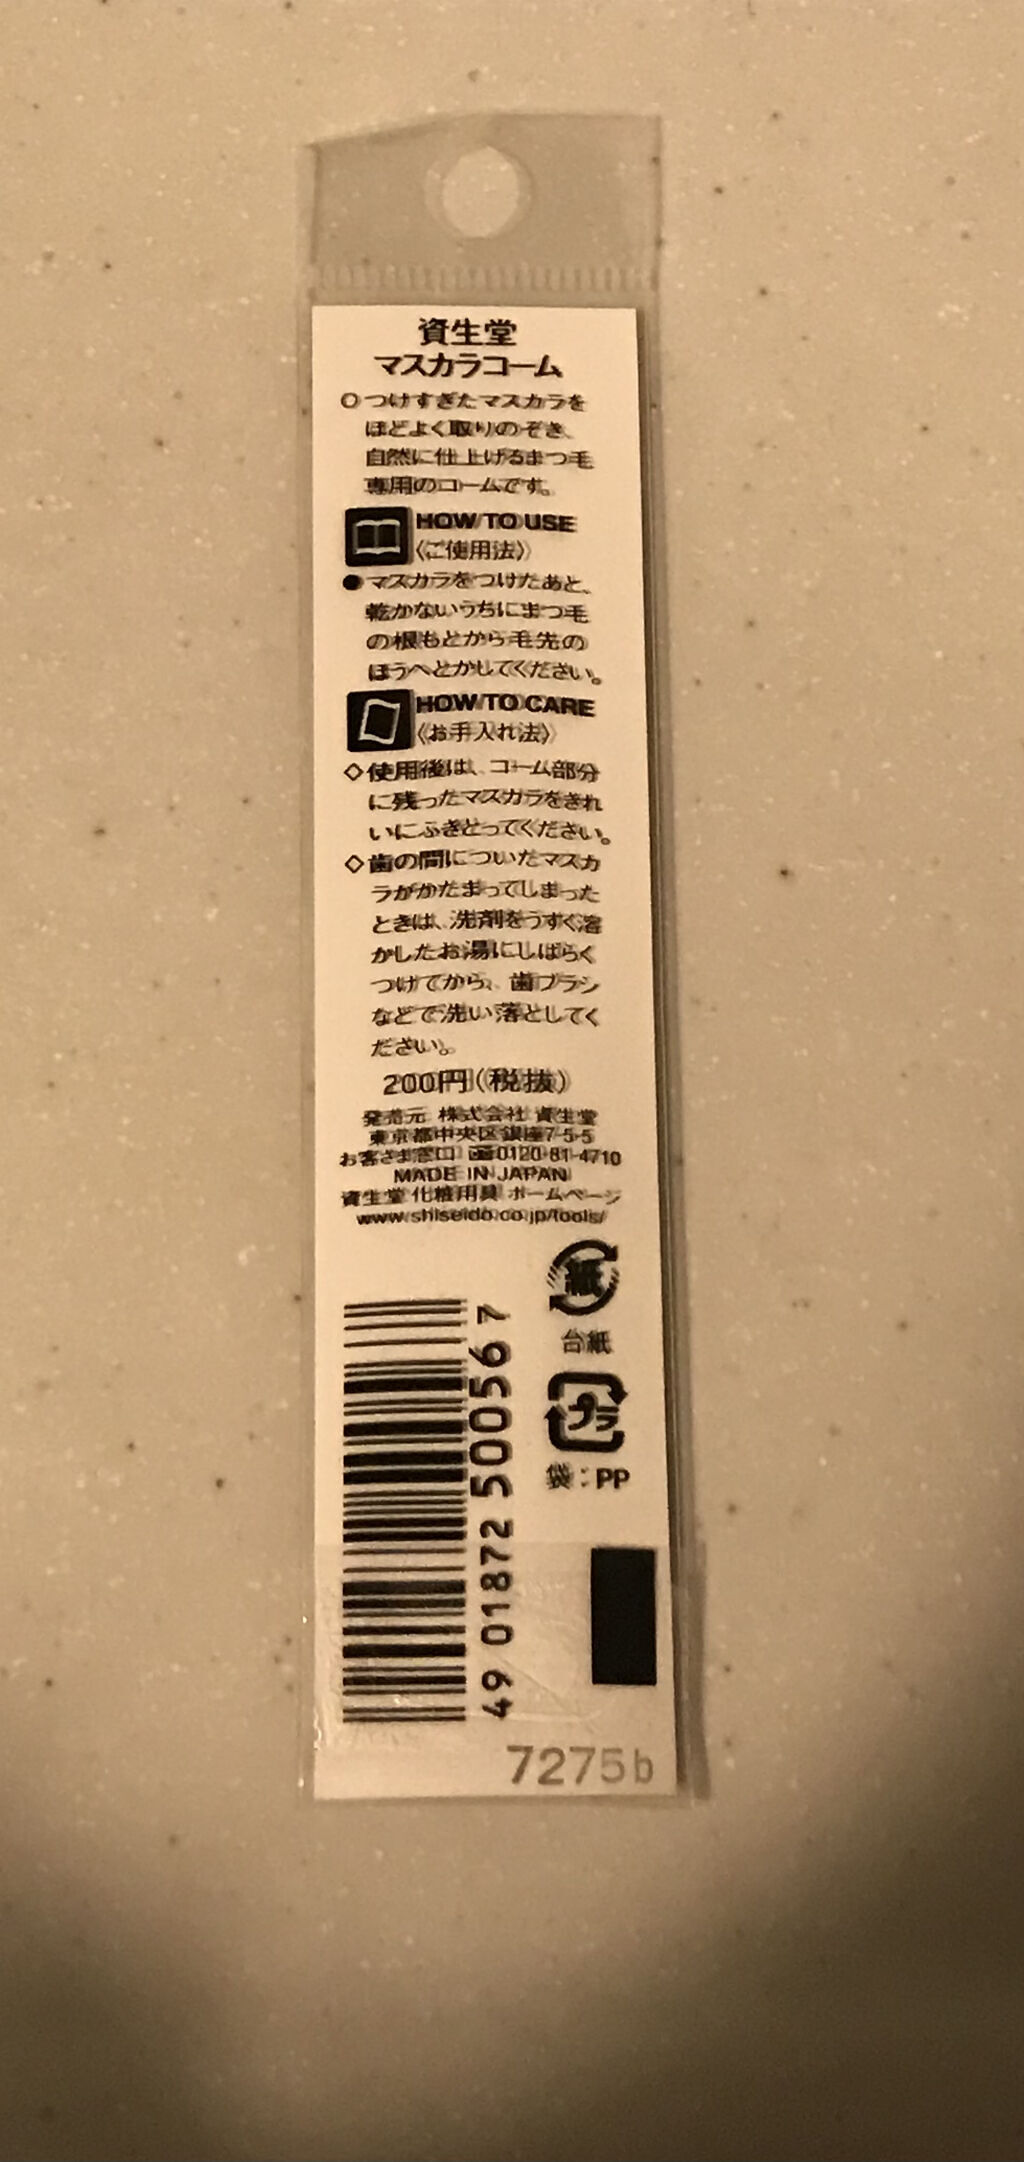 資生堂
マスカラコーム
○つけすぎたマスカラを
ほどよく取りのぞき、
自然に仕上げるまつ毛
専用のコームです。
HOW TO USE
〈ご使用法〉
●マスカラをつけたあと、
乾かないうちにまつ毛
の根もとから毛先の
ほうへとかしてください。
HOW TO CARE
〈お手入れ法〉
◇使用後は、コーム部分
に残ったマスカラをきれ
いにふきとってください。
◇歯の間についたマスカ
ラがかたまってしまった
ときは、洗剤をうすく溶
かしたお湯にしばらく
つけてから、歯ブラシ
などで洗い落としてく
ださい。
200円(税抜)
発売元 株式会社 資生堂
東京都中央区銀座7-5-5
お客さま窓口 0120-81-4710
MADE IN JAPAN
資生堂 化粧用具 ホームページ
www.shiseido.co.jp/tools/
紙
台紙
プラ
袋:PP
49 01872 50056 7
7275b